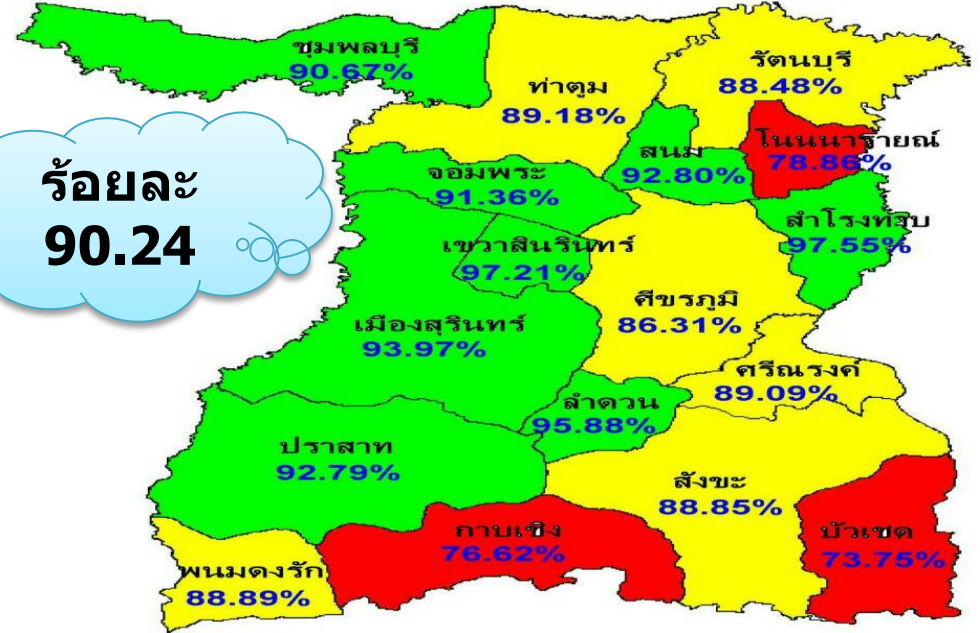 ชุมพลบุรี
90.67%
ท่าตูม
89.18%
รัตนบุรี
88.48%
โนนนารายณ์
78.86%
สนม
92.80%
จอมพระ
91.36%
ร้อยละ
90.24
สำโรงทาบ
97.55%
เขวาสินรินทร์
97.21%
ศีขรภูมิ
86.31%
เมืองสุรินทร์
93.97%
ศรีณรงค์
89.09%
ลำดวน
95.88%
ปราสาท
92.79%
สังขะ
88.85%
กาบเชิง
76.62%
บัวเชด
73.75%
พนมดงรัก
88.89%